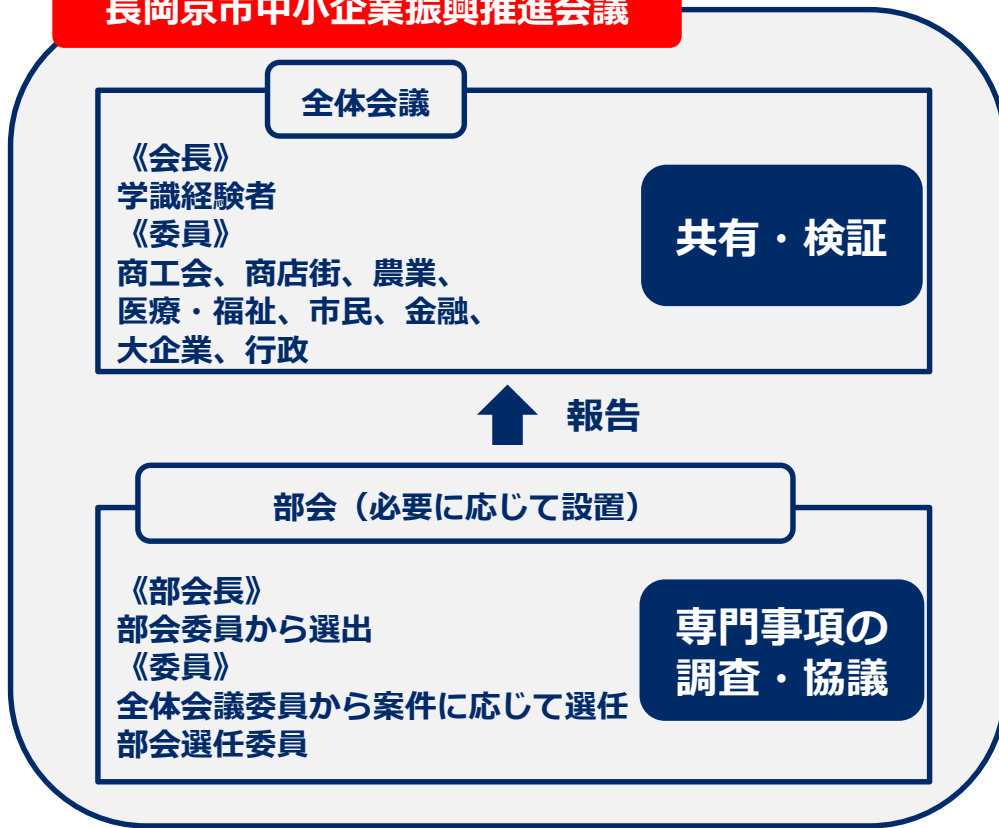 長岡京市中小企業振興推進会議
全体会議
《会長》
学識経験者
《委員》
商工会、商店街、農業、
医療・福祉、市民、金融、
大企業、行政
共有・検証
報告
部会（必要に応じて設置）
《部会長》
部会委員から選出
《委員》
全体会議委員から案件に応じて選任
部会選任委員
専門事項の
調査・協議